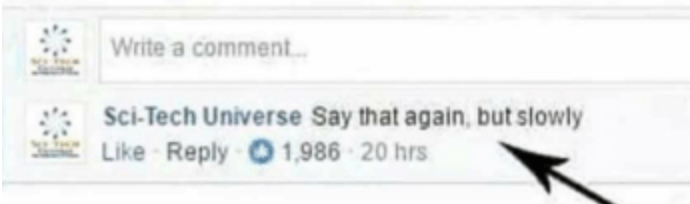 Write a comment...
Sci-Tech Universe Say that again, but slowly
Like · Reply · 1,986 · 20 hrs